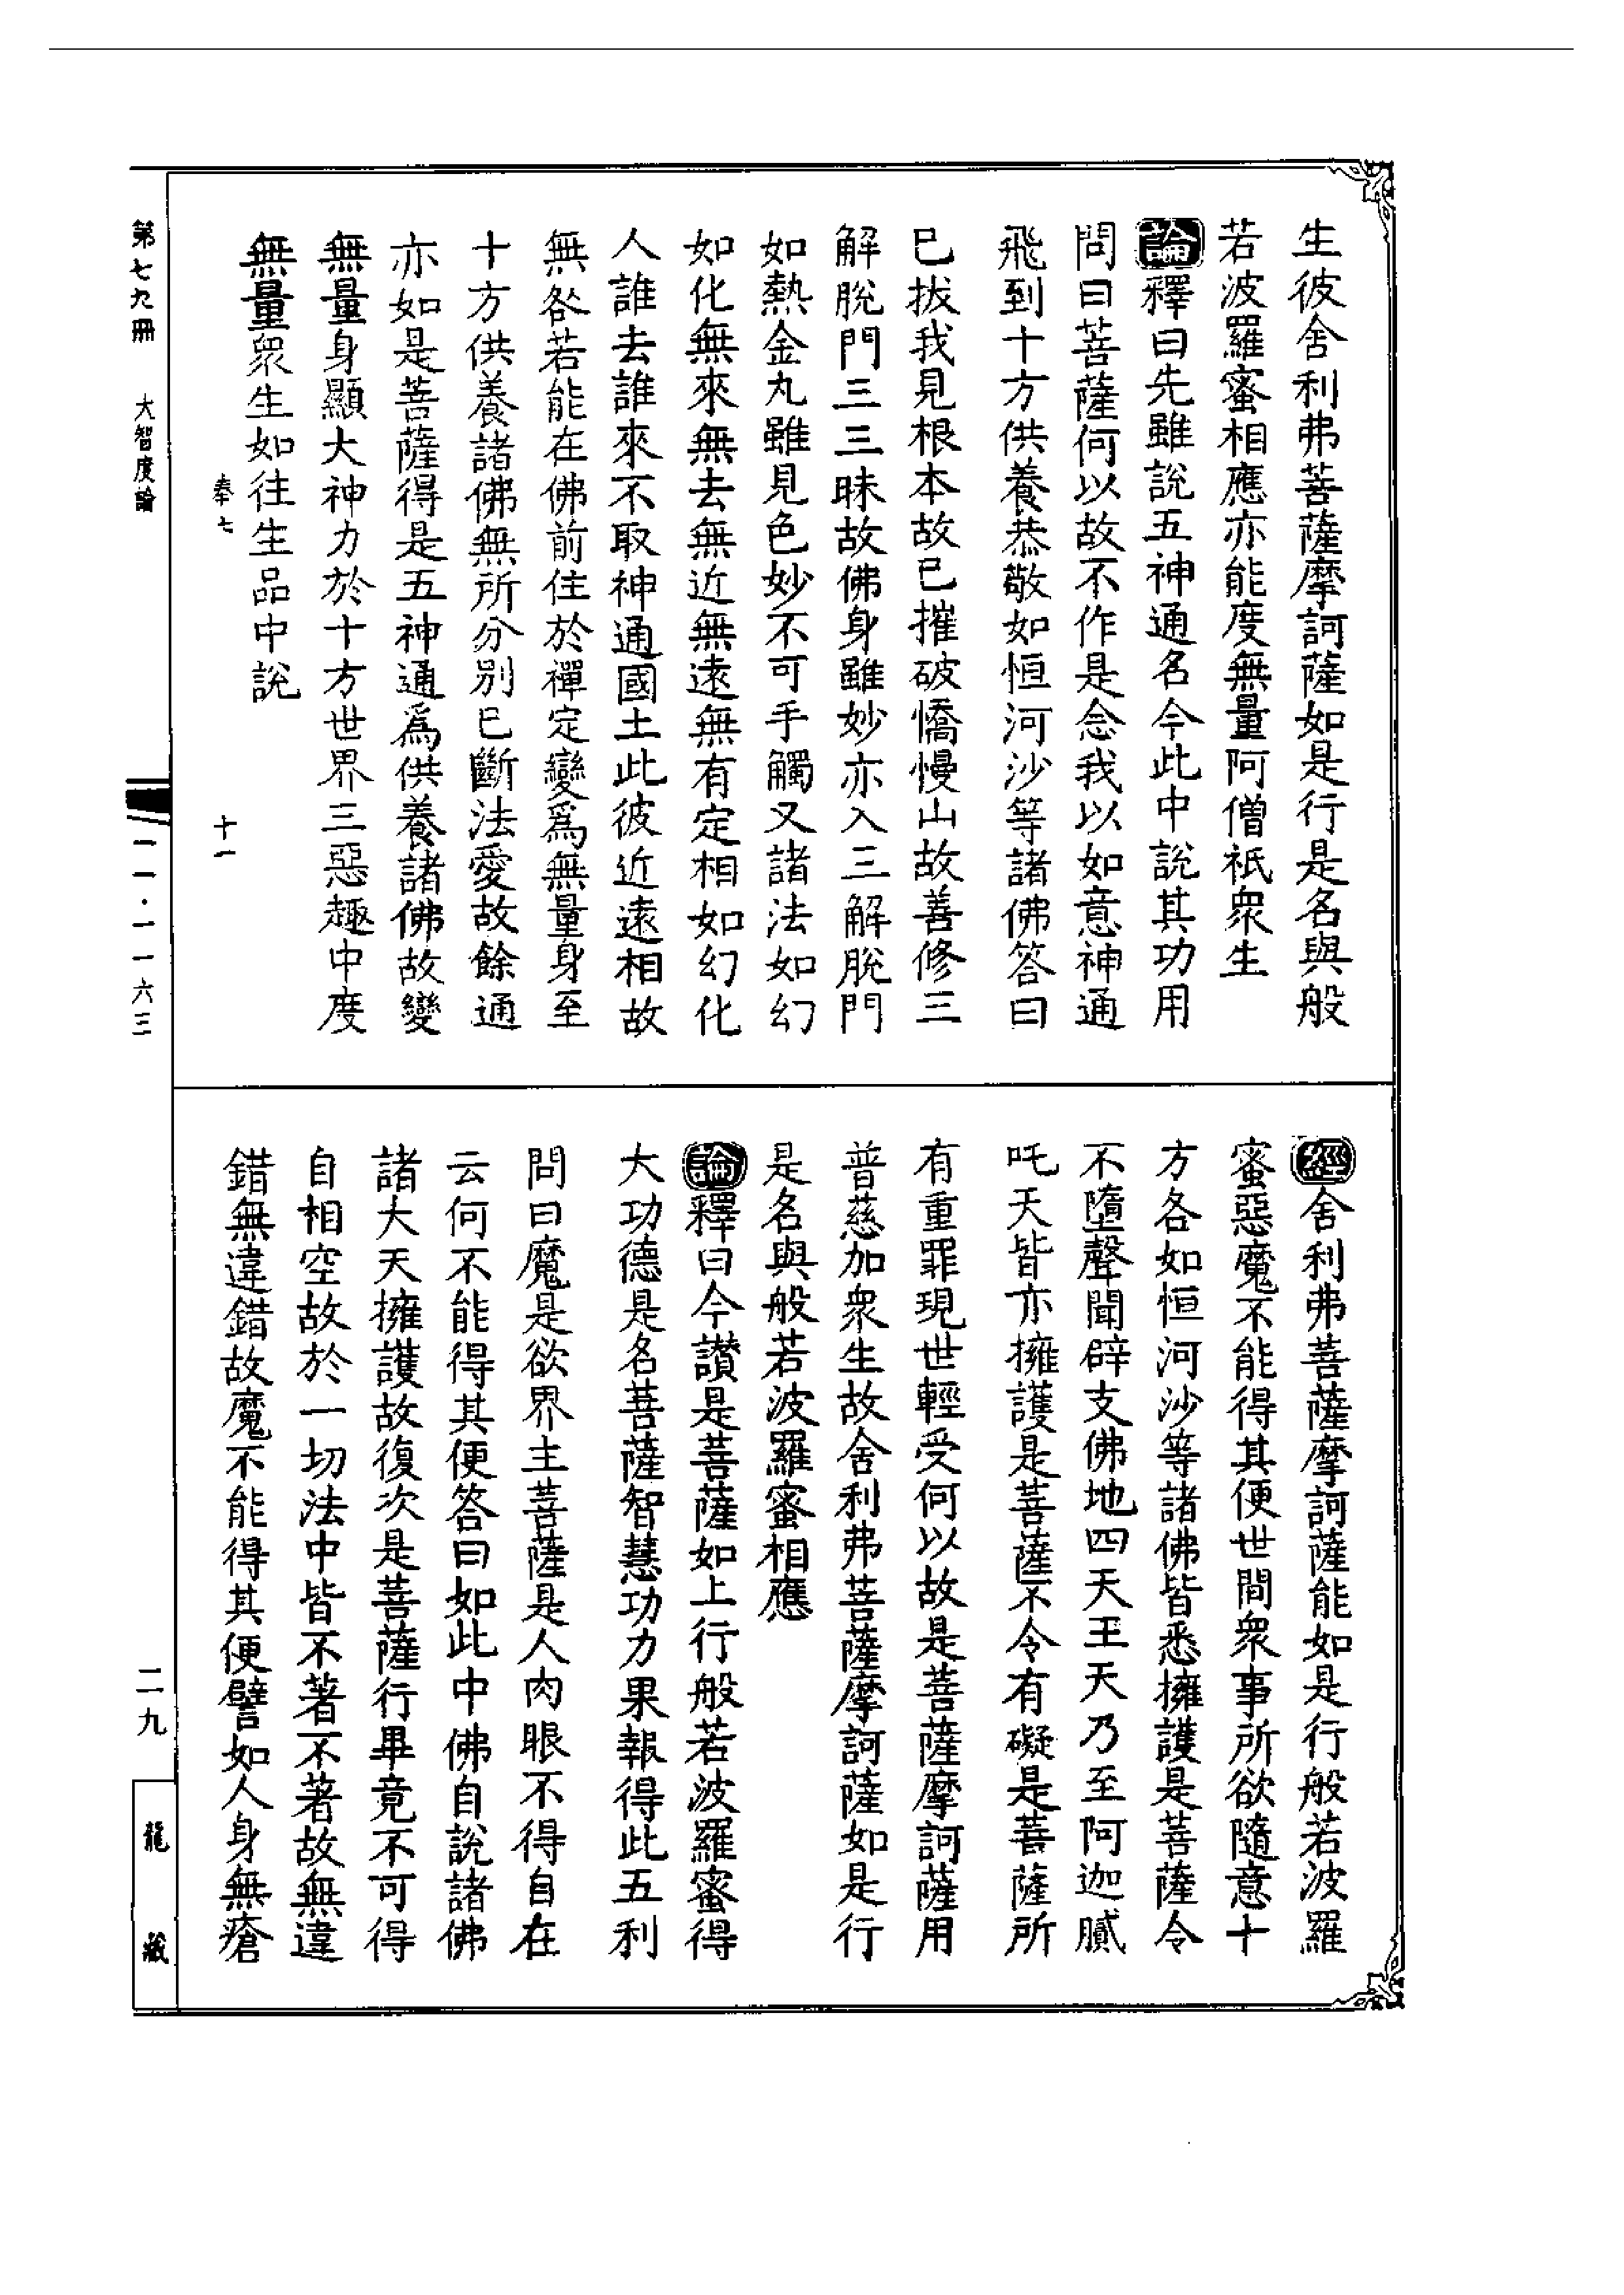 生彼舍利弗菩薩摩訶薩如是行是名與般
若波羅蜜相應亦能度無量阿僧祇眾生
論釋曰先雖說五神通名今此中說其功用
問曰菩薩何以故不作是念我以如意神通
飛到十方供養恭敬如恒河沙等諸佛答曰
已拔我見根本故已摧破憍慢山故善修三
解脫門三三昧故佛身雖妙亦入三解脫門
如熱金丸雖見色妙不可手觸又諸法如幻
如化無來無去無近無遠無有定相如幻化
人誰去誰來不取神通國土此彼近遠相故
無咎若能在佛前住於禪定變為無量身至
十方供養諸佛無所分別已斷法愛故餘通
亦如是菩薩得是五神通為供養諸佛故變
無量身顯大神力於十方世界三惡趣中度
無量眾生如往生品中說
奉七
十一
經舍利弗菩薩摩訶薩能如是行般若波羅
蜜惡魔不能得其便世間眾事所欲隨意十
方各如恒河沙等諸佛皆悉擁護是菩薩令
不墮聲聞辟支佛地四天王天乃至阿迦膩
吒天皆亦擁護是菩薩不令有礙是菩薩所
有重罪現世輕受何以故是菩薩摩訶薩用
普慈加眾生故舍利弗菩薩摩訶薩如是行
是名與般若波羅蜜相應
論釋曰今讚是菩薩如上行般若波羅蜜得
大功德是名菩薩智慧功力果報得此五利
問曰魔是欲界主菩薩是人肉眼不得自在
云何不能得其便答曰如此中佛自說諸佛
諸大天擁護故復次是菩薩行畢竟不可得
自相空故於一切法中皆不著不著故無違
錯無違錯故魔不能得其便譬如人身無瘡
第七九冊
大智度論
一一·一一六三
二九
龍藏